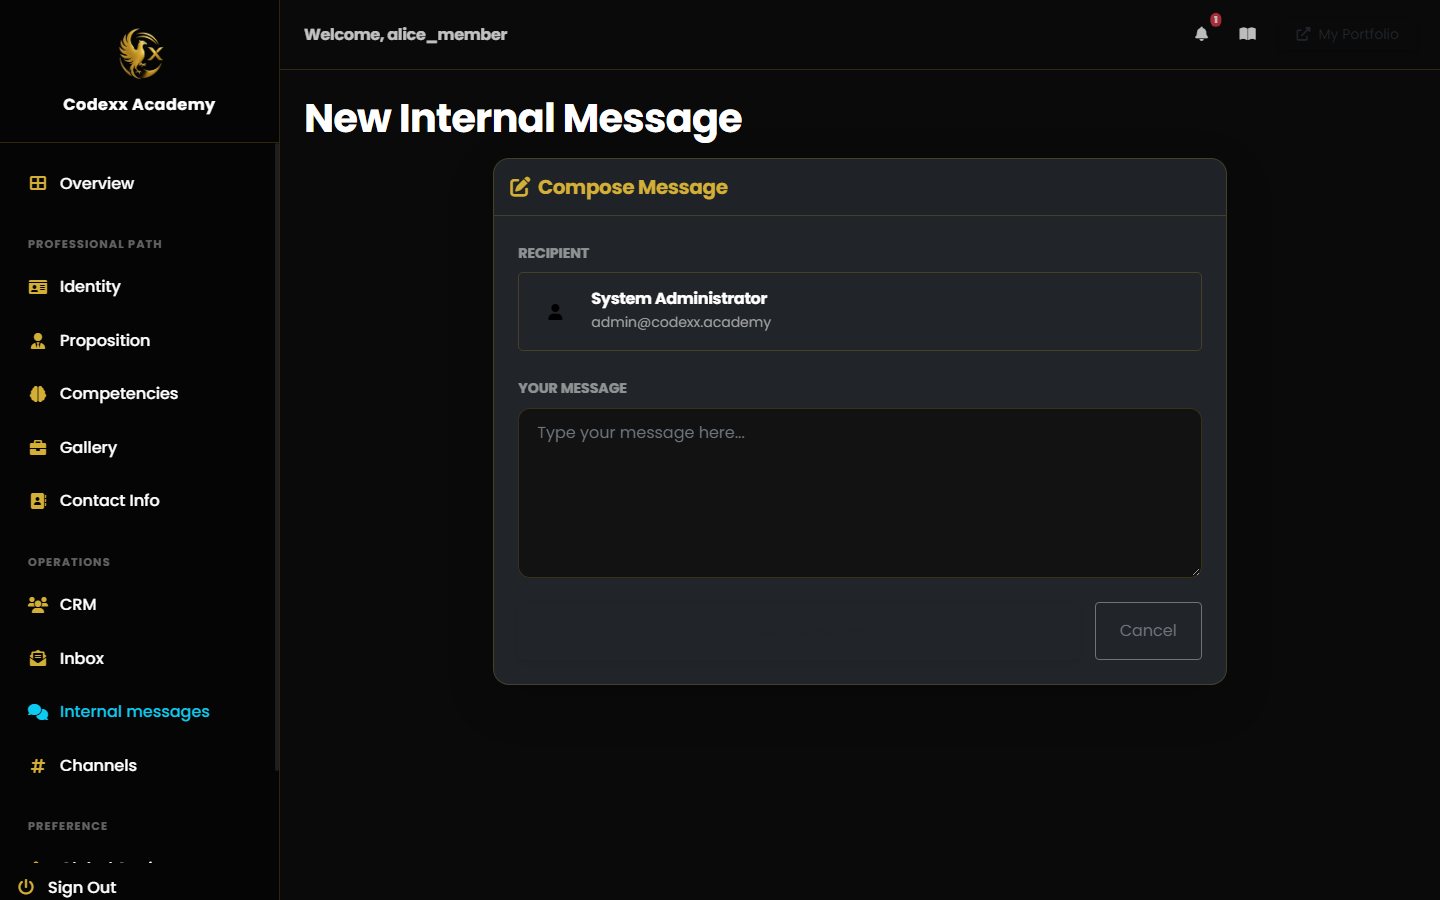 Codexx Academy
Overview
PROFESSIONAL PATH
Identity
Proposition
Competencies
Gallery
Contact Info
OPERATIONS
CRM
Inbox
Internal messages
Channels
PREFERENCE
Sign Out
Welcome, alice_member
1
My Portfolio
New Internal Message
Compose Message
RECIPIENT
System Administrator
admin@codexx.academy
YOUR MESSAGE
Type your message here...
Cancel